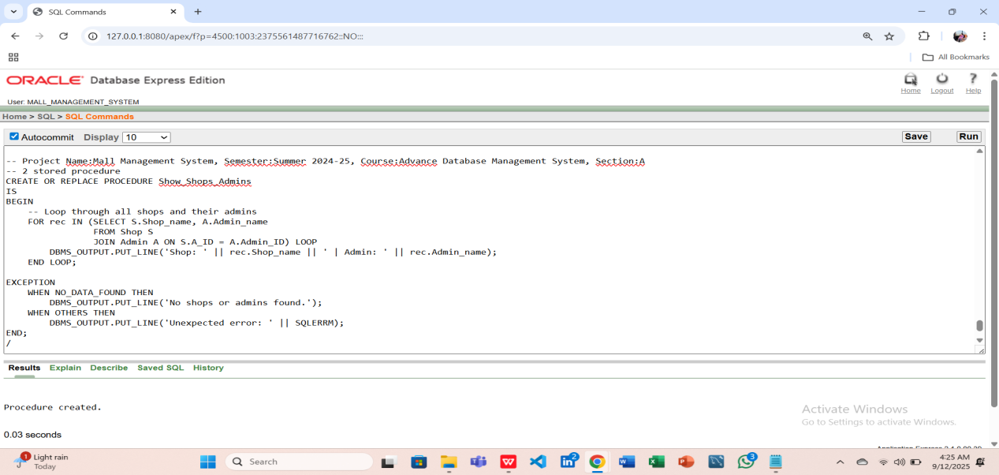 SQL Commands
127.0.0.1:8080/apex/f?p=4500:1003:2375561487716762::NO:::
All Bookmarks
ORACLE Database Express Edition
Home Logout Help
User: MALL_MANAGEMENT_SYSTEM
Home > SQL > SQL Commands
Autocommit Display 10 Save Run
-- Project Name:Mall Management System, Semester:Summer 2024-25, Course:Advance Database Management System, Section:A
-- 2 stored procedure
CREATE OR REPLACE PROCEDURE Show_Shops_Admins
IS
BEGIN
-- Loop through all shops and their admins
FOR rec IN (SELECT S.Shop_name, A.Admin_name
FROM Shop S
JOIN Admin A ON S.A_ID = A.Admin_ID) LOOP
DBMS_OUTPUT.PUT_LINE('Shop: ' || rec.Shop_name || ' | Admin: ' || rec.Admin_name);
END LOOP;
EXCEPTION
WHEN NO_DATA_FOUND THEN
DBMS_OUTPUT.PUT_LINE('No shops or admins found.');
WHEN OTHERS THEN
DBMS_OUTPUT.PUT_LINE('Unexpected error: ' || SQLERRM);
END;
/
Results Explain Describe Saved SQL History
Procedure created.
0.03 seconds
Activate Windows
Go to Settings to activate Windows.
Application Express
1
Light rain
Today
Search
2
3
4:25 AM
9/12/2025